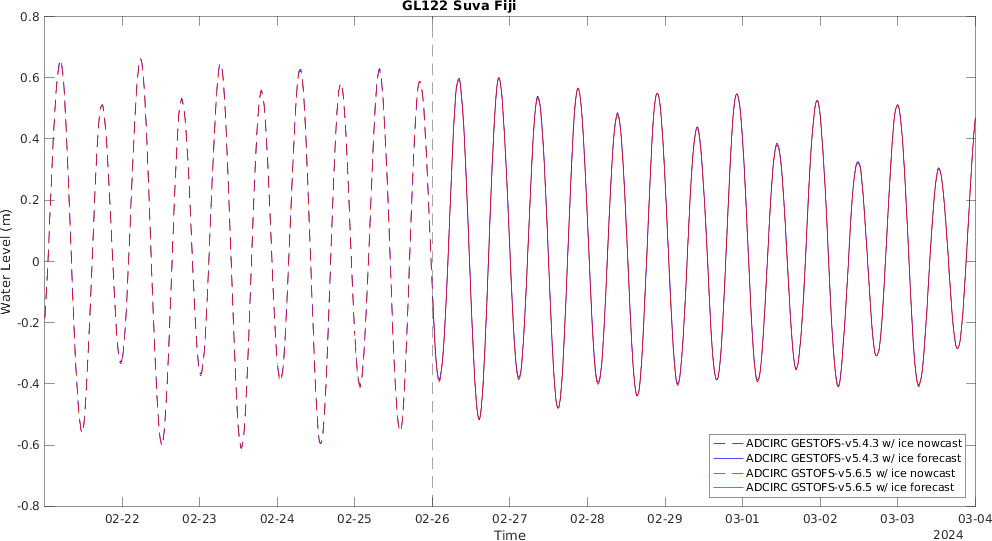 GL122 Suva Fiji
0.8
0.6
0.4
0.2
0
-0.2
-0.4
-0.6
-0.8
Water Level (m)
ADCIRC GESTOFS-v5.4.3 w/ ice nowcast
ADCIRC GESTOFS-v5.4.3 w/ ice forecast
ADCIRC GSTOFS-v5.6.5 w/ ice nowcast
ADCIRC GSTOFS-v5.6.5 w/ ice forecast
02-22 02-23 02-24 02-25 02-26 02-27 02-28 02-29 03-01 03-02 03-03 03-04
Time
2024